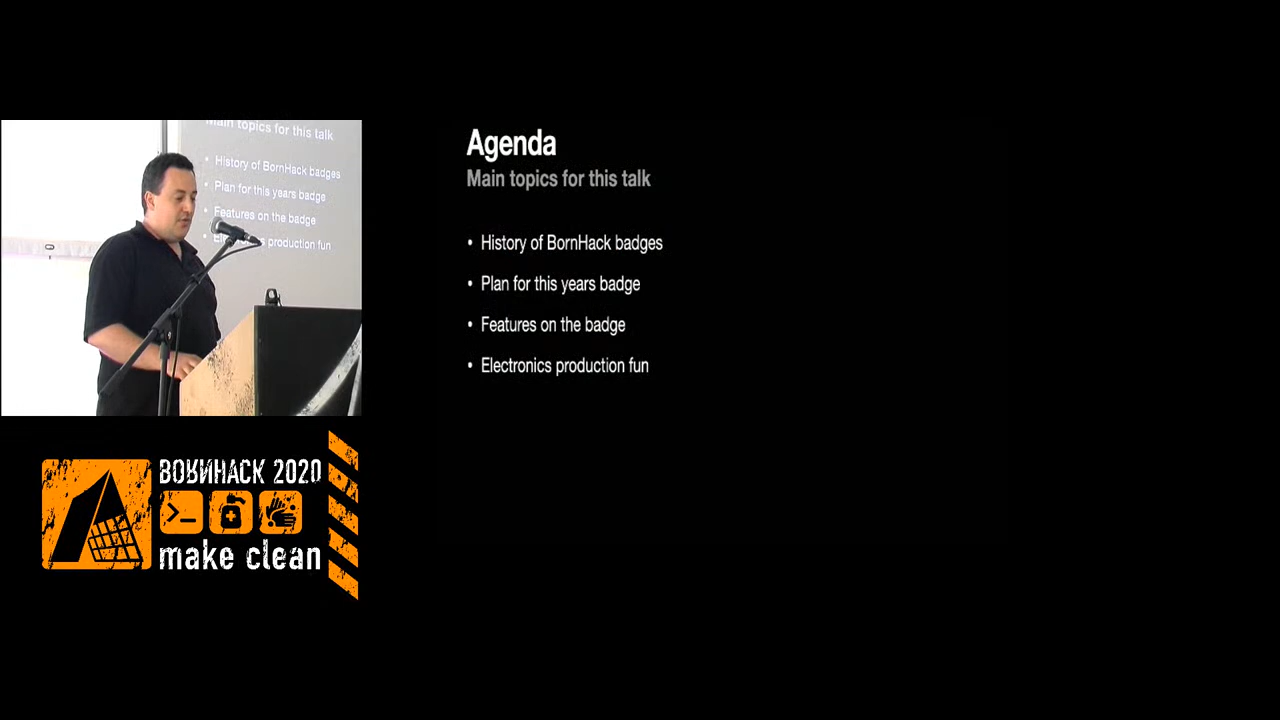 Main topics for this talk
• History of BornHack badges
• Plan for this years badge
• Features on the badge
production fun
BORNHACK 2020
make clean
Agenda
Main topics for this talk
• History of BornHack badges
• Plan for this years badge
• Features on the badge
• Electronics production fun